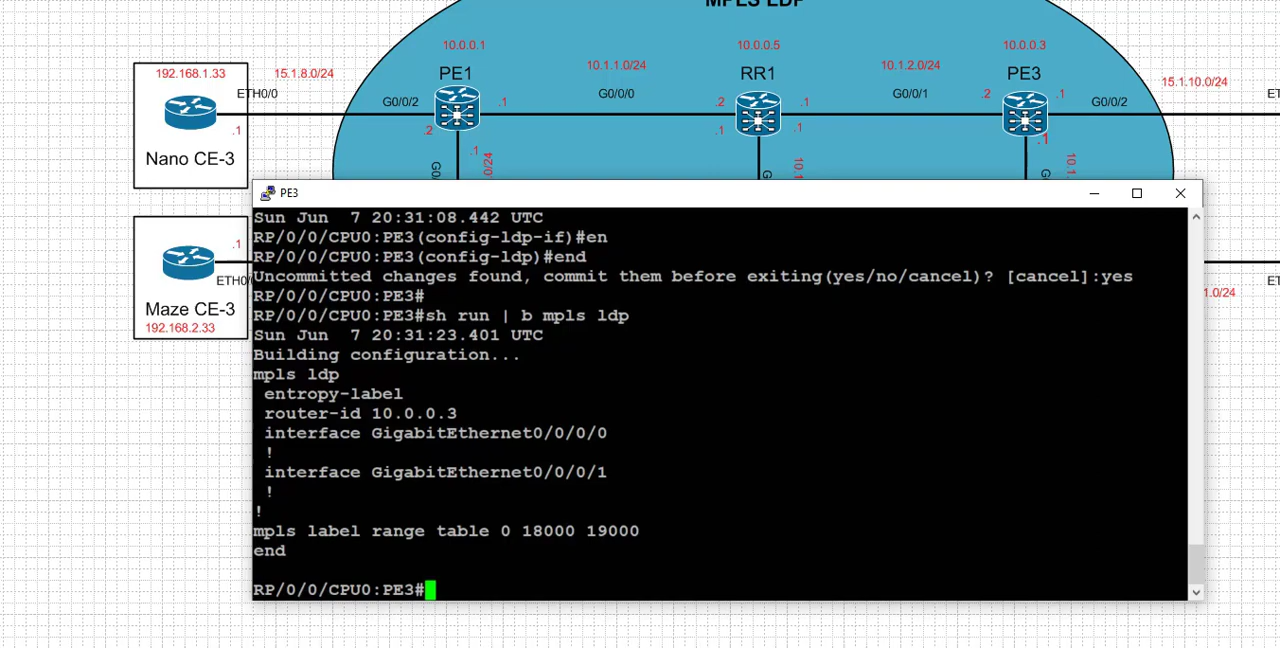 MPLS LDP
10.0.0.1
10.0.0.5
10.0.0.3
192.168.1.33
15.1.8.0/24
PE1
10.1.1.0/24
RR1
10.1.2.0/24
PE3
15.1.10.0/24
ETH0/0
G0/0/2
.1
G0/0/0
.2
.1
G0/0/1
.2
.1
G0/0/2
.1
.2
.1
.1
.1
.1
Nano CE-3
.1
ETH0/
Maze CE-3
192.168.2.33
PE3
Sun Jun  7 20:31:08.442 UTC
RP/0/0/CPU0:PE3(config-ldp-if)#en
RP/0/0/CPU0:PE3(config-ldp)#end
Uncommitted changes found, commit them before exiting(yes/no/cancel)? [cancel]:yes
RP/0/0/CPU0:PE3#
RP/0/0/CPU0:PE3#sh run | b mpls ldp
Sun Jun  7 20:31:23.401 UTC
Building configuration...
mpls ldp
 entropy-label
 router-id 10.0.0.3
 interface GigabitEthernet0/0/0/0
 !
 interface GigabitEthernet0/0/0/1
 !
!
mpls label range table 0 18000 19000
end
RP/0/0/CPU0:PE3#
1.0/24